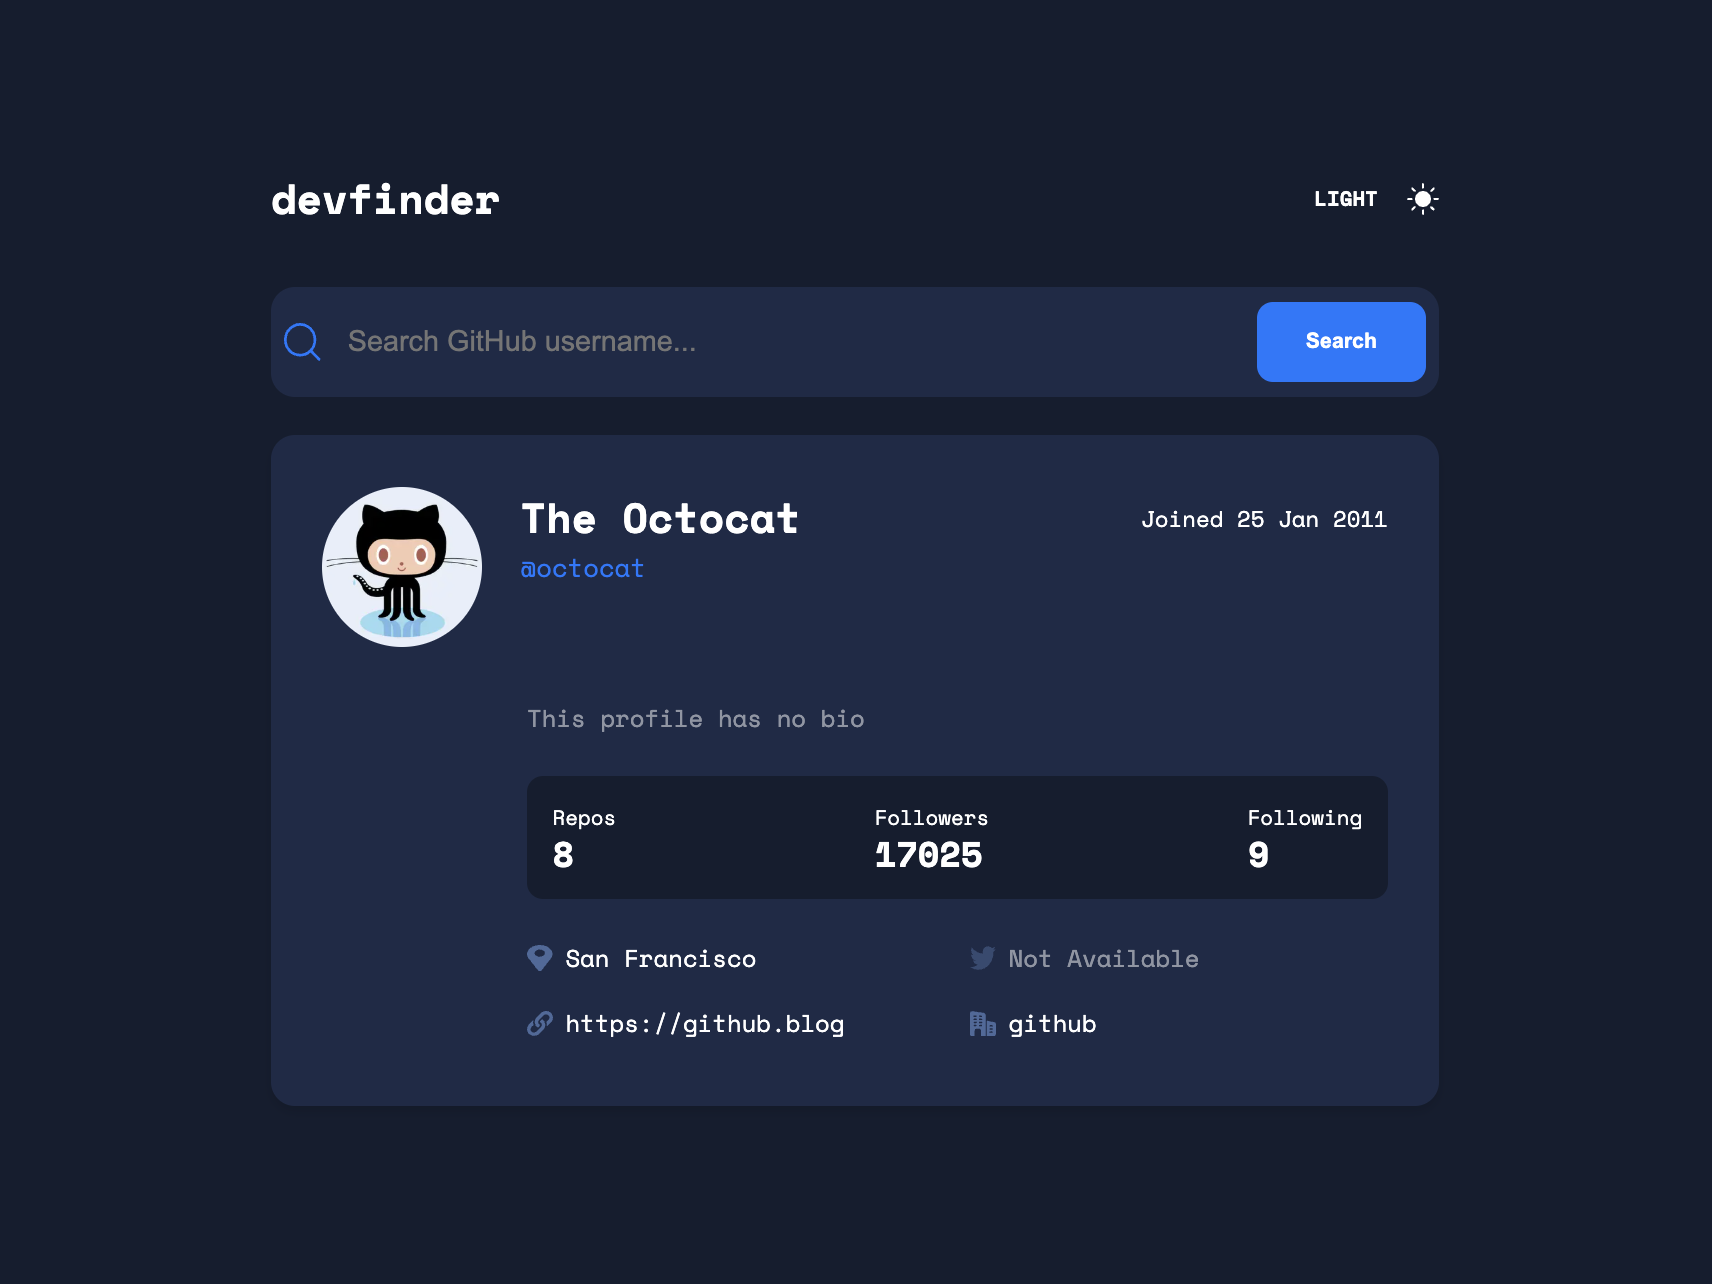 devfinder
LIGHT
Search GitHub username...
Search
The Octocat
Joined 25 Jan 2011
@octocat
This profile has no bio
Repos
Followers
Following
8
17025
9
San Francisco
Not Available
https://github.blog
github